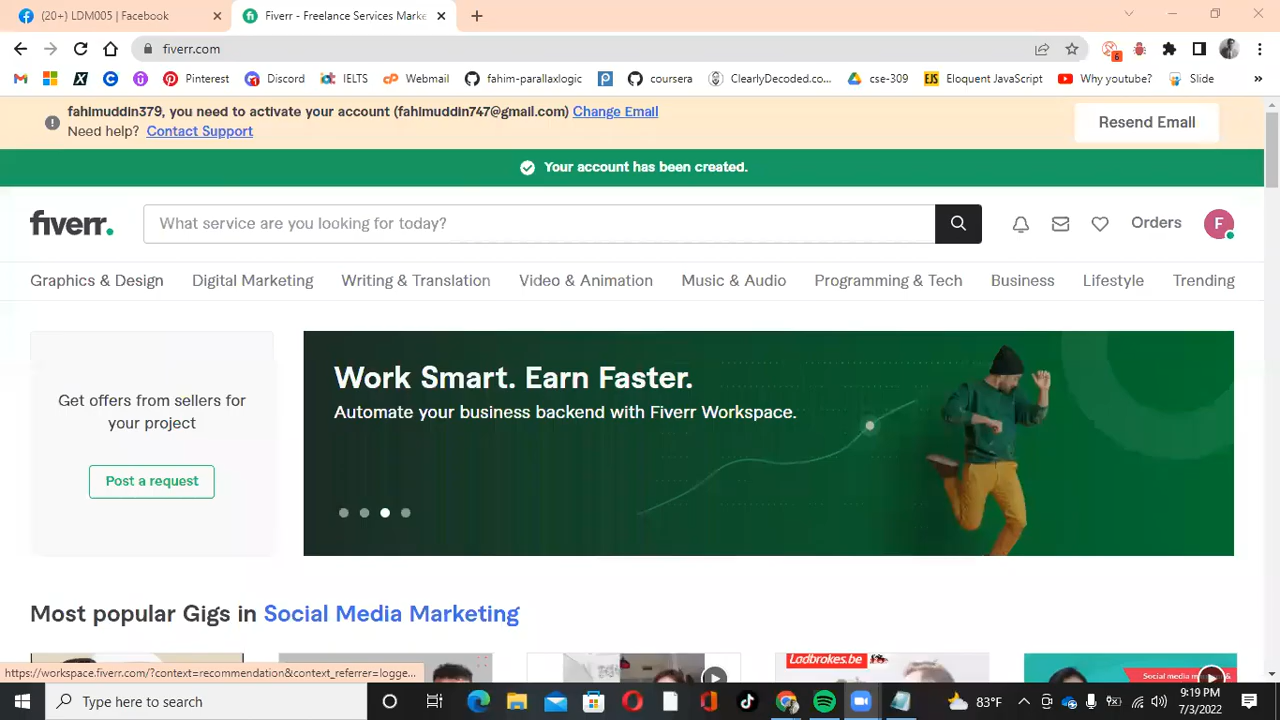 (20+) LDM005 | Facebook
Fiverr - Freelance Services Marke
fiverr.com
Pinterest
Discord
IELTS
Webmail
fahim-parallaxlogic
coursera
ChertlyDecoded.co...
cse-309
EJS Eloquent JavaScript
Why youtube?
Slide
»
6
fahimuddin379, you need to activate your account (fahimuddin747@gmail.com) Change Email
Need help? Contact Support
Resend Email
Your account has been created.
fiverr.
What service are you looking for today?
Orders
F
Graphics & Design
Digital Marketing
Writing & Translation
Video & Animation
Music & Audio
Programming & Tech
Business
Lifestyle
Trending
Get offers from sellers for
your project
Post a request
Work Smart. Earn Faster.
Automate your business backend with Fiverr Workspace.
Most popular Gigs in Social Media Marketing
Ladbrokes.be
Social media m
https://workspace.fiverr.com/?context=recommendation&context_referrer=logge...
Type here to search
83°F
9:19 PM
7/3/2022